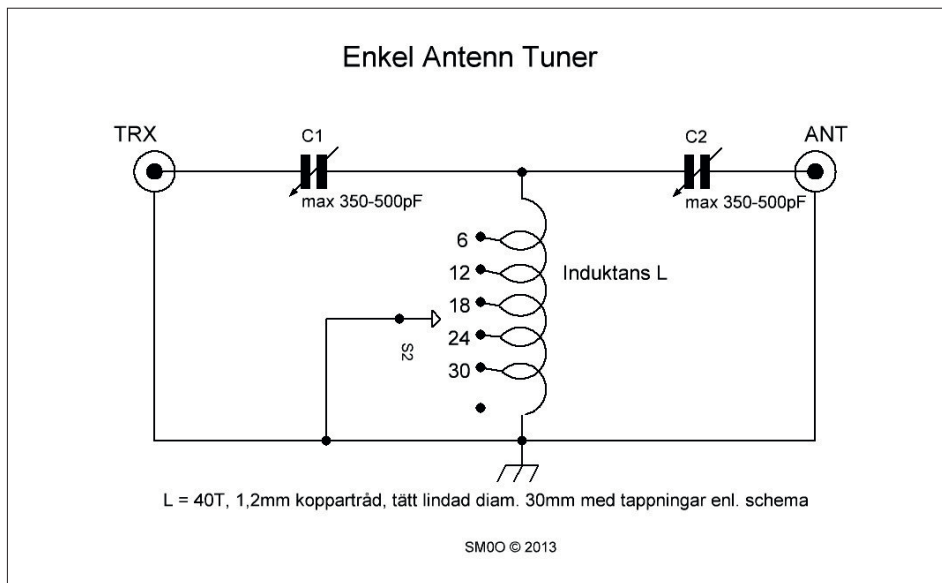 Enkel Antenn Tuner
TRX
C1
C2
ANT
max 350-500pF
max 350-500pF
6
12
Induktans L
18
24
S2
30
L = 40T, 1,2mm koppartråd, tätt lindad diam. 30mm med tappningar enl. schema
SM0O © 2013